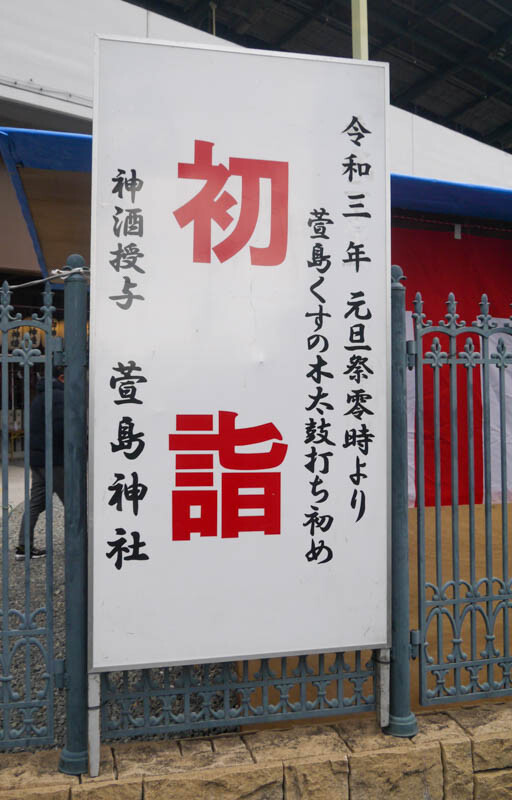 令和三年 元旦祭零時より
萱島くすの木太鼓打ち初め
初詣
神酒授与 萱島神社